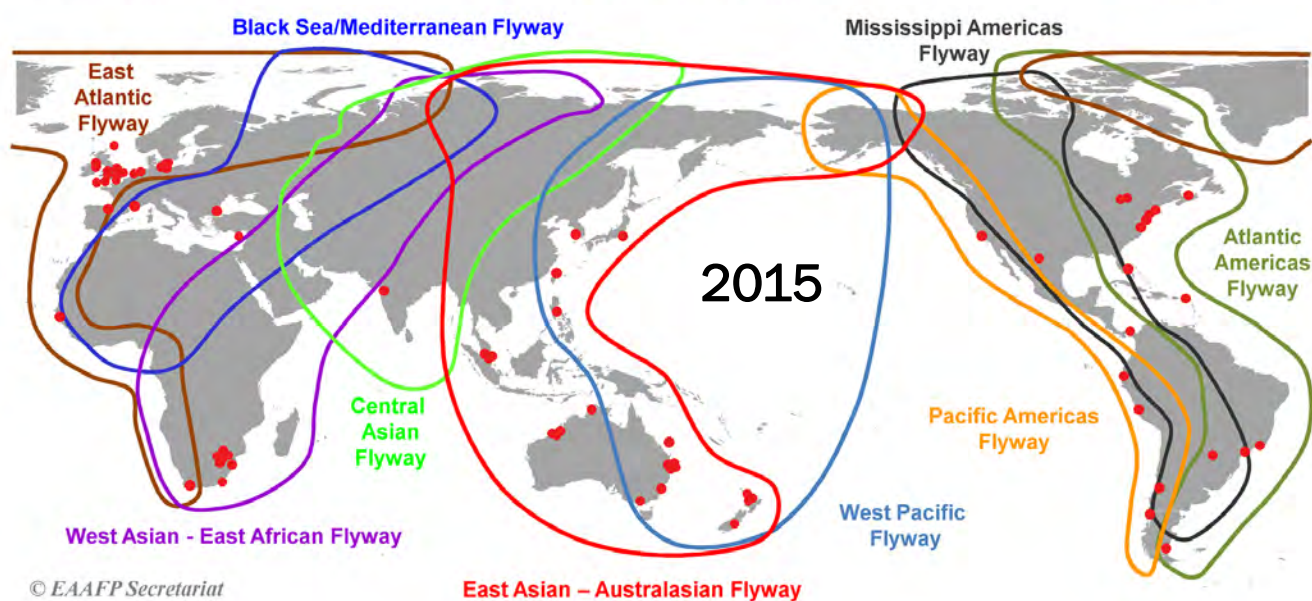 Black Sea/Mediterranean Flyway
Mississippi Americas
Flyway
East
Atlantic
Flyway
2015
Atlantic
Americas
Flyway
Central
Asian
Flyway
Pacific Americas
Flyway
West Asian - East African Flyway
West Pacific
Flyway
© EAAFP Secretariat
East Asian – Australasian Flyway